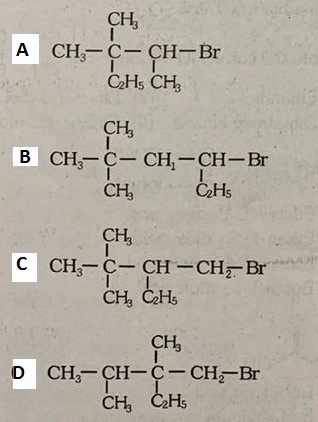 CH₃
A CH₃—C—CH—Br
C₂H₅ CH₃
CH₃
B CH₃—C—CH₁—CH—Br
CH₃ C₂H₅
CH₃
C CH₃—C—CH—CH₂—Br
CH₃ C₂H₅
CH₃
D CH₃—CH—C—CH₂—Br
CH₃ C₂H₅